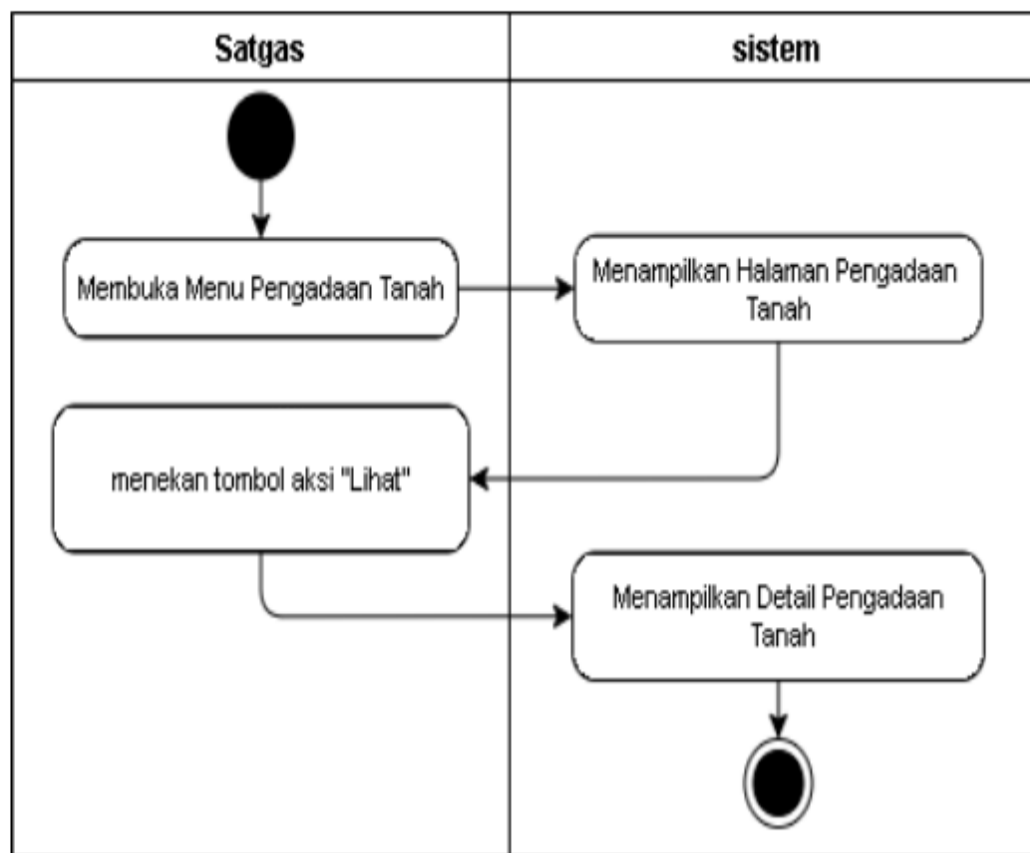 Satgas
sistem
Membuka Menu Pengadaan Tanah
Menampilkan Halaman Pengadaan
Tanah
menekan tombol aksi "Lihat"
Menampilkan Detail Pengadaan
Tanah